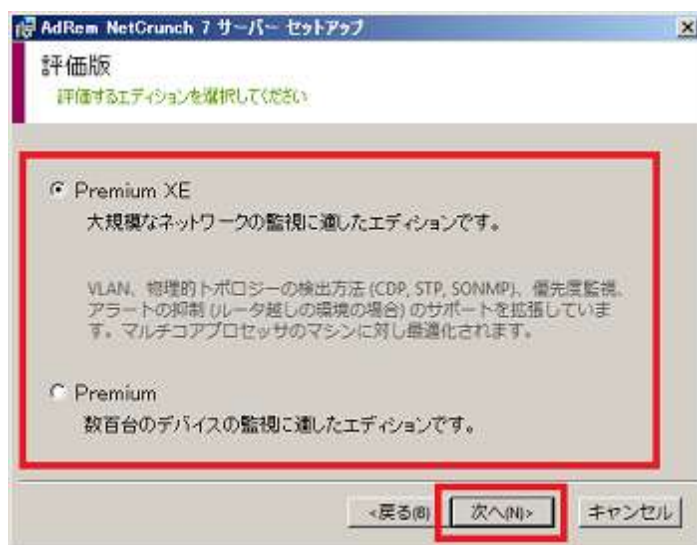 AdRem NetCrunch 7 サーバー セットアップ
評価版
評価するエディションを選択してください
Premium XE
大規模なネットワークの監視に適したエディションです。
VLAN、物理的トポロジーの検出方法 (CDP, STP, SONMP)、優先度監視、
アラートの抑制 (ルータ越しの環境の場合) のサポートを拡張していま
す。マルチコアプロセッサのマシンに対し最適化されます。
Premium
数百台のデバイスの監視に適したエディションです。
<戻る(B) 次へ(N)> キャンセル